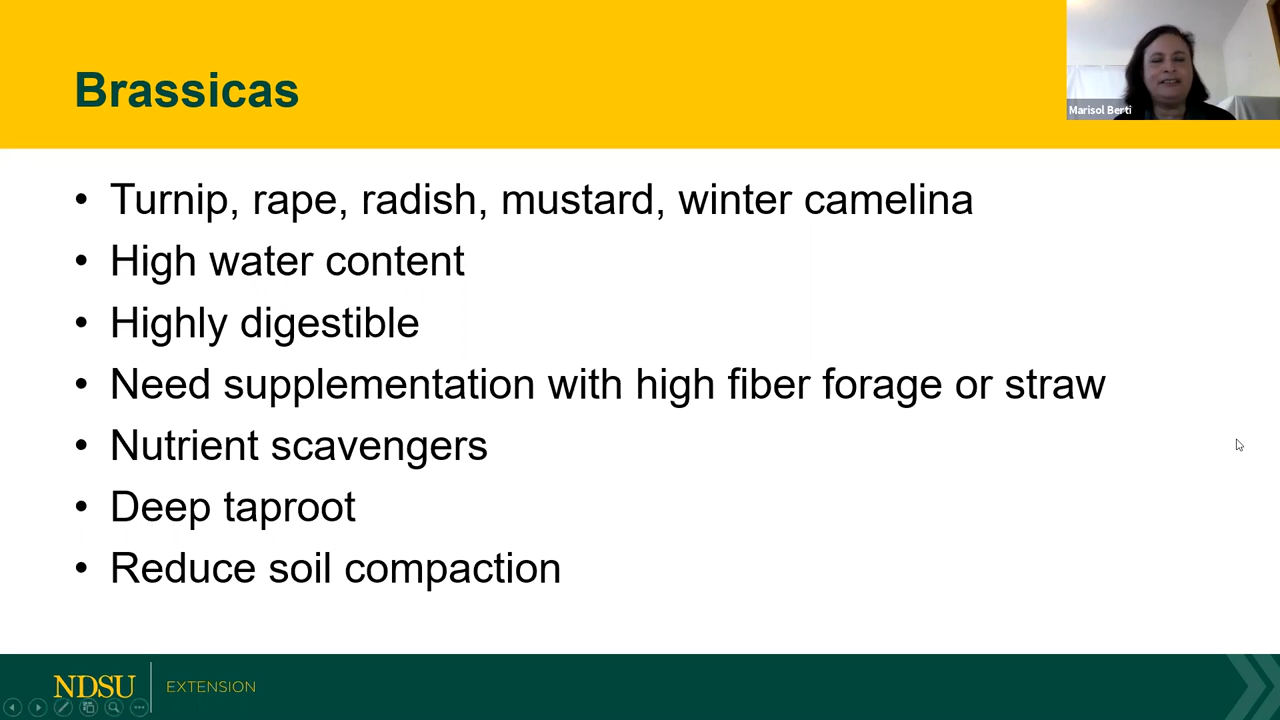 Brassicas
Marisol Berti
• Turnip, rape, radish, mustard, winter camelina
• High water content
• Highly digestible
• Need supplementation with high fiber forage or straw
• Nutrient scavengers
• Deep taproot
• Reduce soil compaction
NDSU EXTENSION